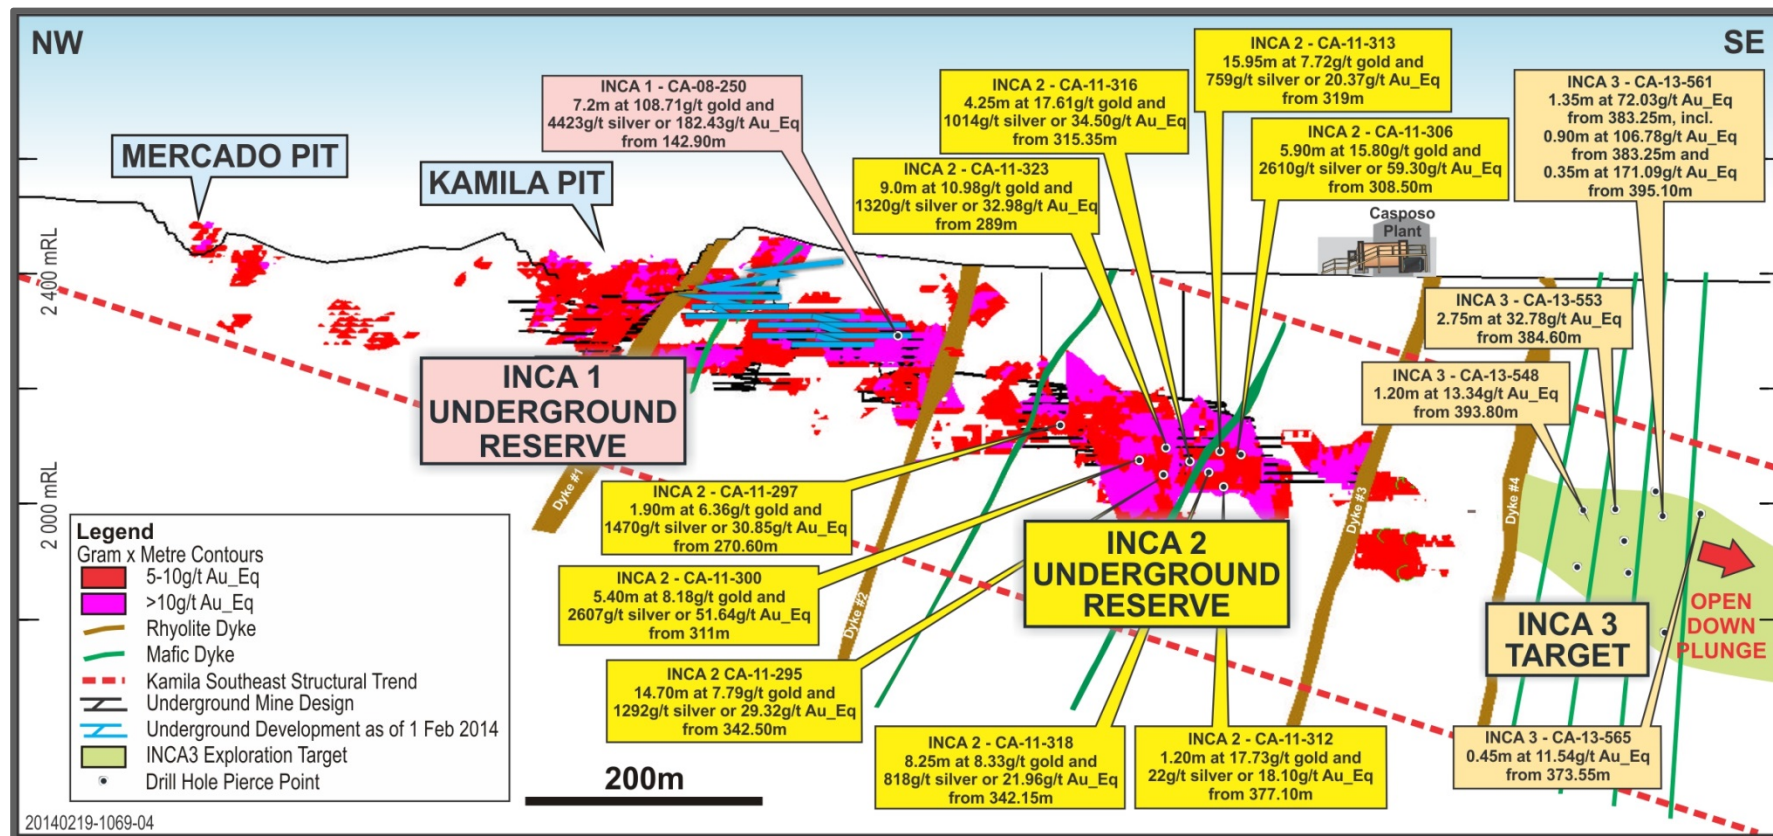 NW
SE
MERCADO PIT
KAMILA PIT
INCA 1 - CA-08-250
7.2m at 108.71g/t gold and
4423g/t silver or 182.43g/t Au_Eq
from 142.90m
INCA 2 - CA-11-316
4.25m at 17.61g/t gold and
1014g/t silver or 34.50g/t Au_Eq
from 315.35m
INCA 2 - CA-11-313
15.95m at 7.72g/t gold and
759g/t silver or 20.37g/t Au_Eq
from 319m
INCA 3 - CA-13-561
1.35m at 72.03g/t Au_Eq
from 383.25m, incl.
0.90m at 106.78g/t Au_Eq
from 383.25m and
0.35m at 171.09g/t Au_Eq
from 395.10m
INCA 2 - CA-11-323
9.0m at 10.98g/t gold and
1320g/t silver or 32.98g/t Au_Eq
from 289m
INCA 2 - CA-11-306
5.90m at 15.80g/t gold and
2610g/t silver or 59.30g/t Au_Eq
from 308.50m
Casposo
Plant
2 400 mRL
INCA 3 - CA-13-553
2.75m at 32.78g/t Au_Eq
from 384.60m
INCA 3 - CA-13-548
1.20m at 13.34g/t Au_Eq
from 393.80m
INCA 1
UNDERGROUND
RESERVE
2 000 mRL
Dyke #1
Dyke #2
Dyke #3
Dyke #4
INCA 2 - CA-11-297
1.90m at 6.36g/t gold and
1470g/t silver or 30.85g/t Au_Eq
from 270.60m
INCA 2 - CA-11-300
5.40m at 8.18g/t gold and
2607g/t silver or 51.64g/t Au_Eq
from 311m
INCA 2 CA-11-295
14.70m at 7.79g/t gold and
1292g/t silver or 29.32g/t Au_Eq
from 342.50m
INCA 2
UNDERGROUND
RESERVE
INCA 3
TARGET
OPEN
DOWN
PLUNGE
INCA 2 - CA-11-318
8.25m at 8.33g/t gold and
818g/t silver or 21.96g/t Au_Eq
from 342.15m
INCA 2 - CA-11-312
1.20m at 17.73g/t gold and
22g/t silver or 18.10g/t Au_Eq
from 377.10m
INCA 3 - CA-13-565
0.45m at 11.54g/t Au_Eq
from 373.55m
Legend
Gram x Metre Contours
5-10g/t Au_Eq
>10g/t Au_Eq
Rhyolite Dyke
Mafic Dyke
Kamila Southeast Structural Trend
Underground Mine Design
Underground Development as of 1 Feb 2014
INCA3 Exploration Target
Drill Hole Pierce Point
200m
20140219-1069-04